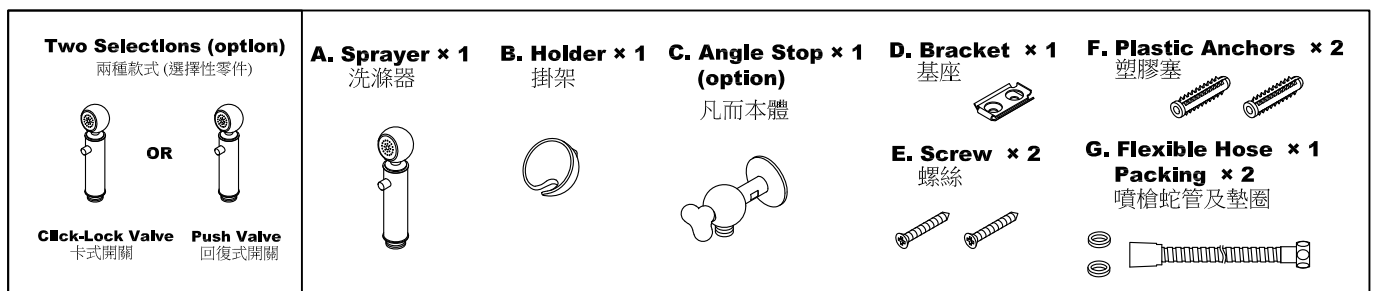 Two Selections (option)
兩種款式 (選擇性零件)
OR
Click-Lock Valve
卡式開關
Push Valve
回復式開關
A. Sprayer × 1
洗滌器
B. Holder × 1
掛架
C. Angle Stop × 1
(option)
凡而本體
D. Bracket × 1
基座
E. Screw × 2
螺絲
F. Plastic Anchors × 2
塑膠塞
G. Flexible Hose × 1
Packing × 2
噴槍蛇管及墊圈